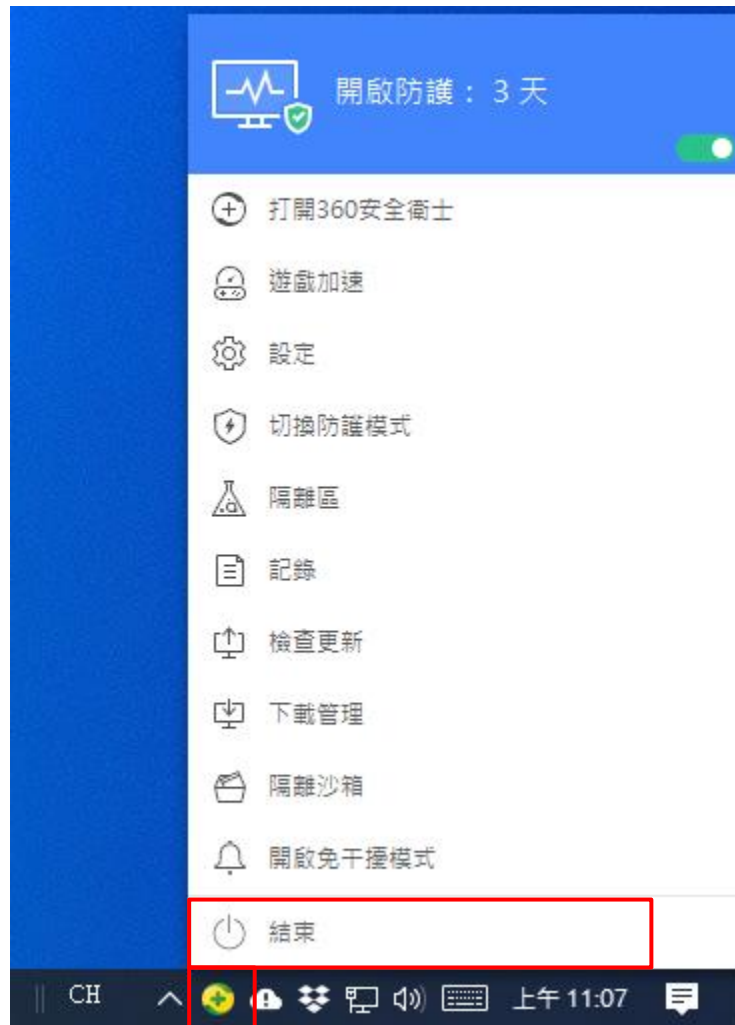 開啟防護： 3 天
打開360安全衛士
遊戲加速
設定
切換防護模式
隔離區
記錄
檢查更新
下載管理
隔離沙箱
開啟免干擾模式
結束
CH
上午 11:07